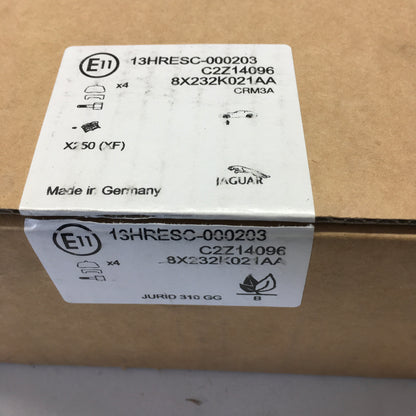 E11 13HRESC-000203
C2Z14096
8X232K021AA
x4 CRM3A
X250 (XF)
JAGUAR
Made in Germany
E11 13HRESC-000203
C2Z14096
8X232K021AA
x4
JURID 310 GG
B